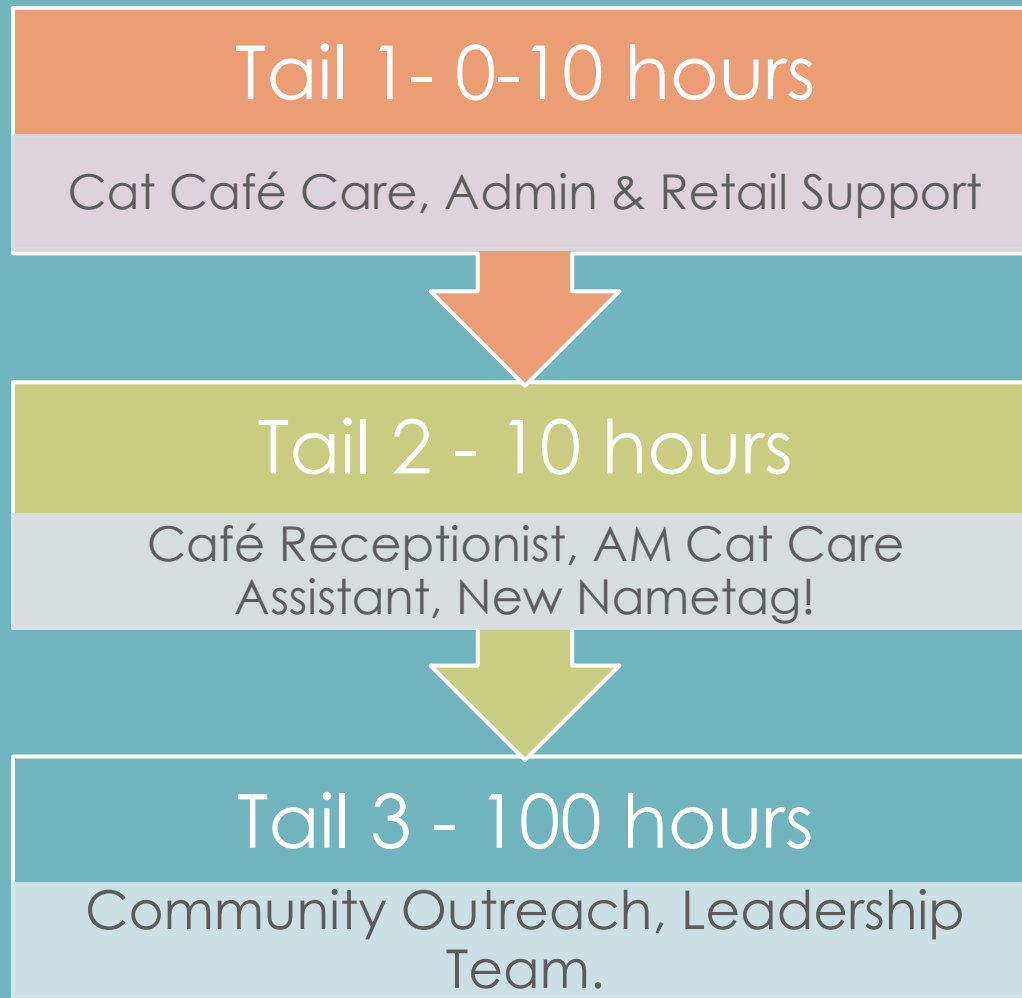 Tail 1- 0-10 hours
Cat Café Care, Admin & Retail Support
Tail 2 - 10 hours
Café Receptionist, AM Cat Care
Assistant, New Nametag!
Tail 3 - 100 hours
Community Outreach, Leadership
Team.